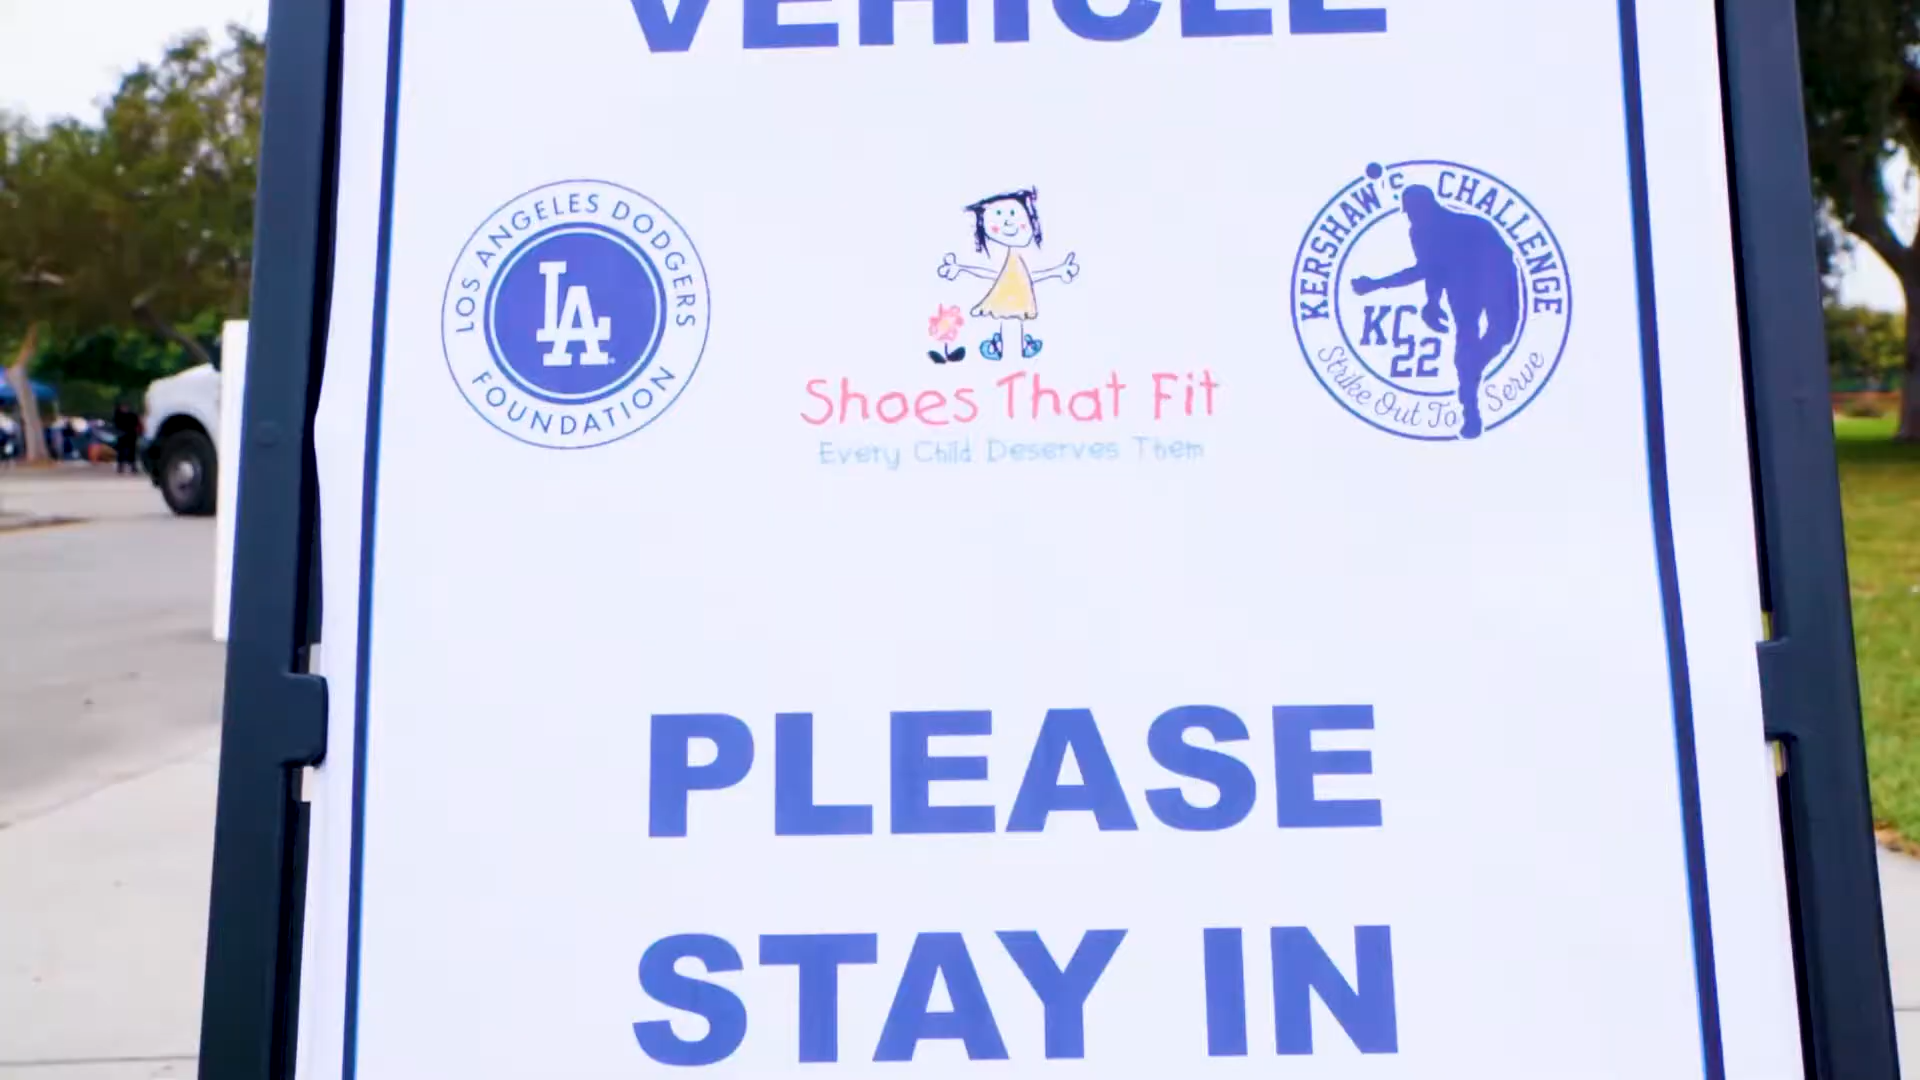 VEHICLE
LOS ANGELES DODGERS
LA
FOUNDATION
Shoes That Fit
Every Child Deserves Them
KERSHAW'S CHALLENGE
KC
22
Strike Out To Serve
PLEASE
STAY IN